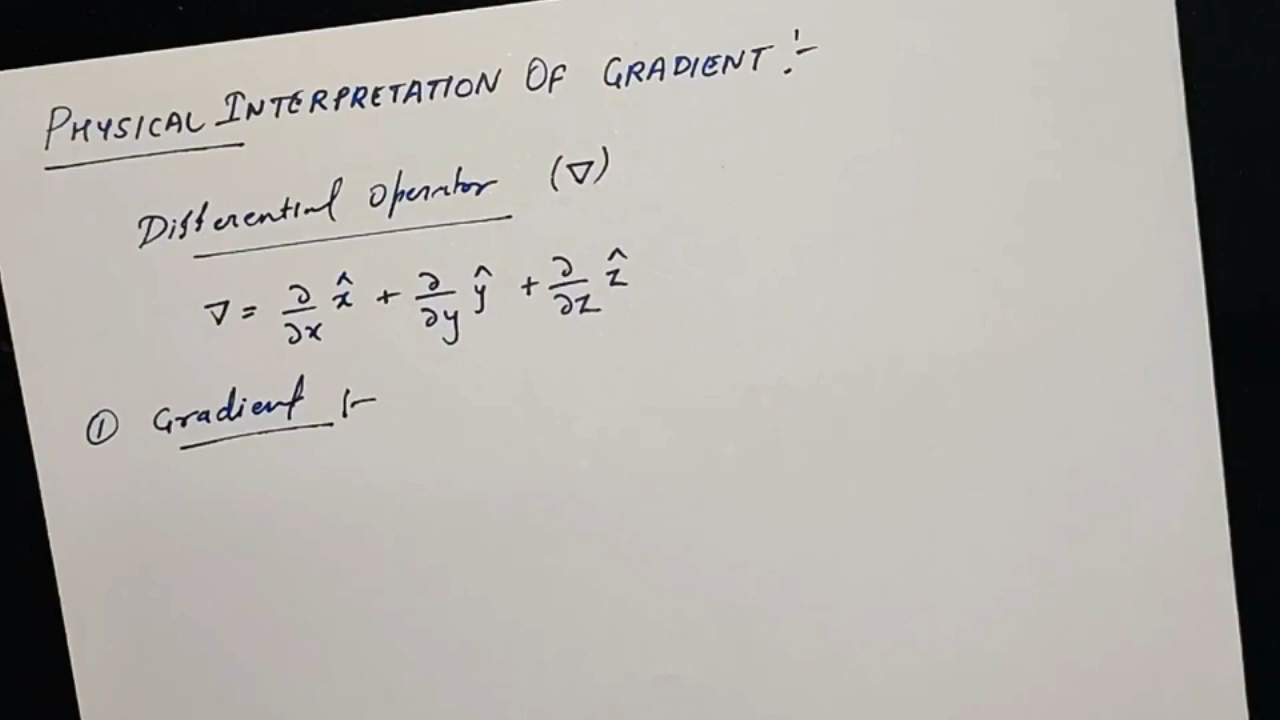 PHYSICAL INTERPRETATION OF GRADIENT :-
Differential Operator (∇)
∇ = ∂/∂x x̂ + ∂/∂y ŷ + ∂/∂z ẑ
① Gradient :-